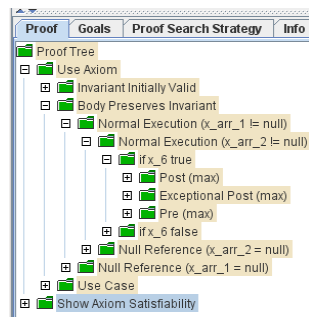 Proof Goals Proof Search Strategy Info
Proof Tree
Use Axiom
Invariant Initially Valid
Body Preserves Invariant
Normal Execution (x_arr_1 != null)
Normal Execution (x_arr_2 != null)
if x_6 true
Post (max)
Exceptional Post (max)
Pre (max)
if x_6 false
Null Reference (x_arr_2 = null)
Null Reference (x_arr_1 = null)
Use Case
Show Axiom Satisfiability